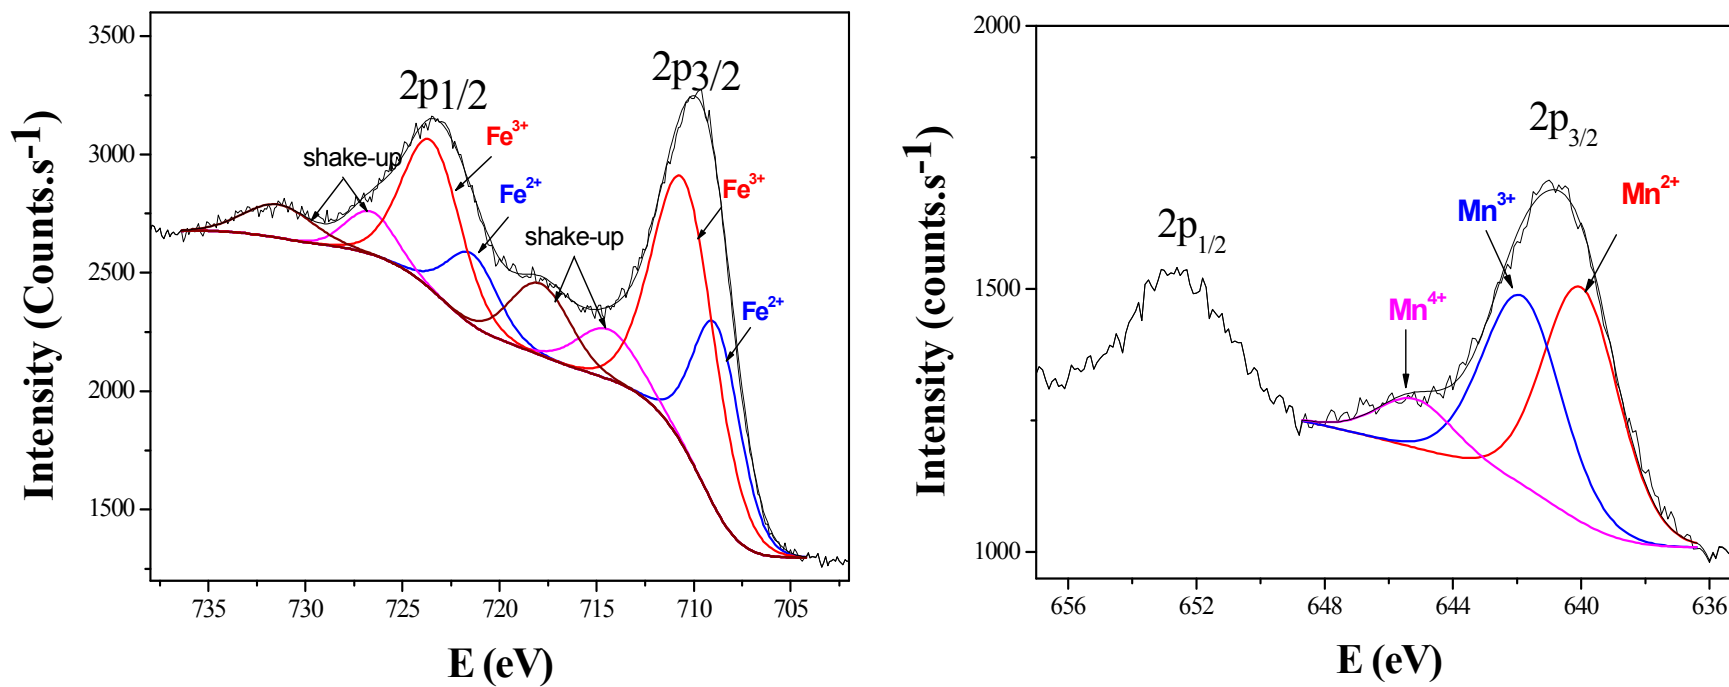 3500
3000
2500
2000
1500
Intensity (Counts.s⁻¹)
2p1/2
2p3/2
shake-up
Fe³⁺
Fe²⁺
shake-up
Fe³⁺
Fe²⁺
735 730 725 720 715 710 705
E (eV)
2000
1500
1000
Intensity (counts.s⁻¹)
2p1/2
2p3/2
Mn⁴⁺
Mn³⁺
Mn²⁺
656 652 648 644 640 636
E (eV)